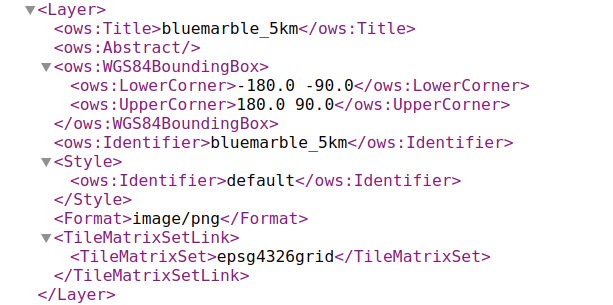 <Layer>
<ows:Title>bluemarble_5km</ows:Title>
<ows:Abstract/>
<ows:WGS84BoundingBox>
<ows:LowerCorner>-180.0 -90.0</ows:LowerCorner>
<ows:UpperCorner>180.0 90.0</ows:UpperCorner>
</ows:WGS84BoundingBox>
<ows:Identifier>bluemarble_5km</ows:Identifier>
<Style>
<ows:Identifier>default</ows:Identifier>
</Style>
<Format>image/png</Format>
<TileMatrixSetLink>
<TileMatrixSet>epsg4326grid</TileMatrixSet>
</TileMatrixSetLink>
</Layer>